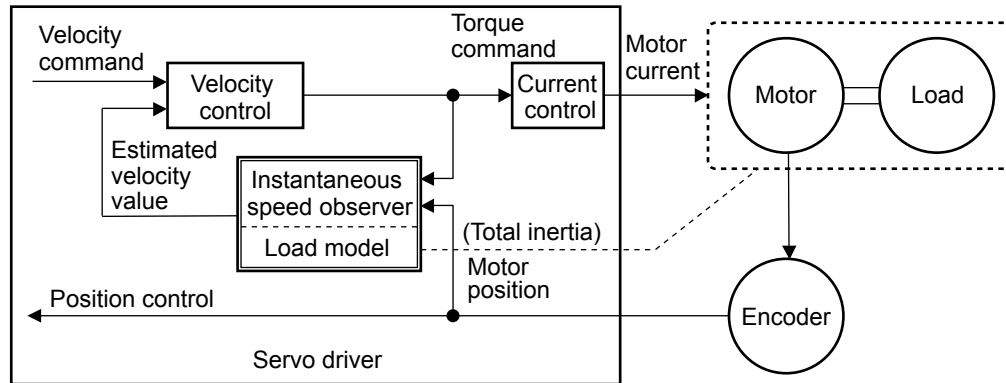 Velocity
command
Torque
command
Motor
current
Velocity
control
Current
control
Motor
Load
Estimated
velocity
value
Instantaneous
speed observer
Load model
(Total inertia)
Motor
position
Position control
Encoder
Servo driver